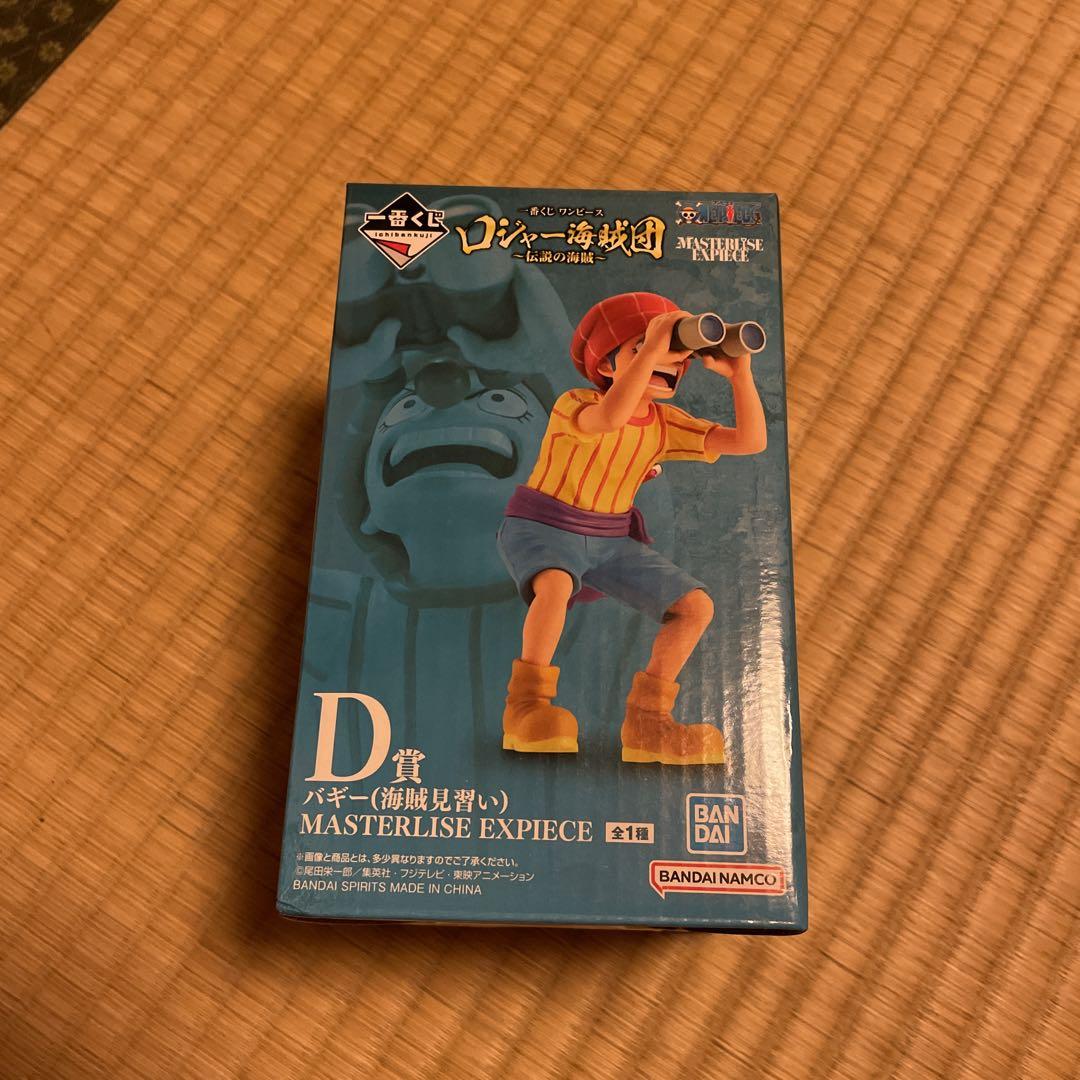 一番くじ
ichibankuji
一番くじ ワンピース
ロジャー海賊団
~伝説の海賊~
ONE PIECE
MASTERLISE
EXPIECE
D賞
バギー(海賊見習い)
MASTERLISE EXPIECE 全1種
※画像と商品とは、多少異なりますのでご了承ください。
©尾田栄一郎/集英社・フジテレビ・東映アニメーション
BANDAI SPIRITS MADE IN CHINA
BAN
DAI
BANDAI NAMCO